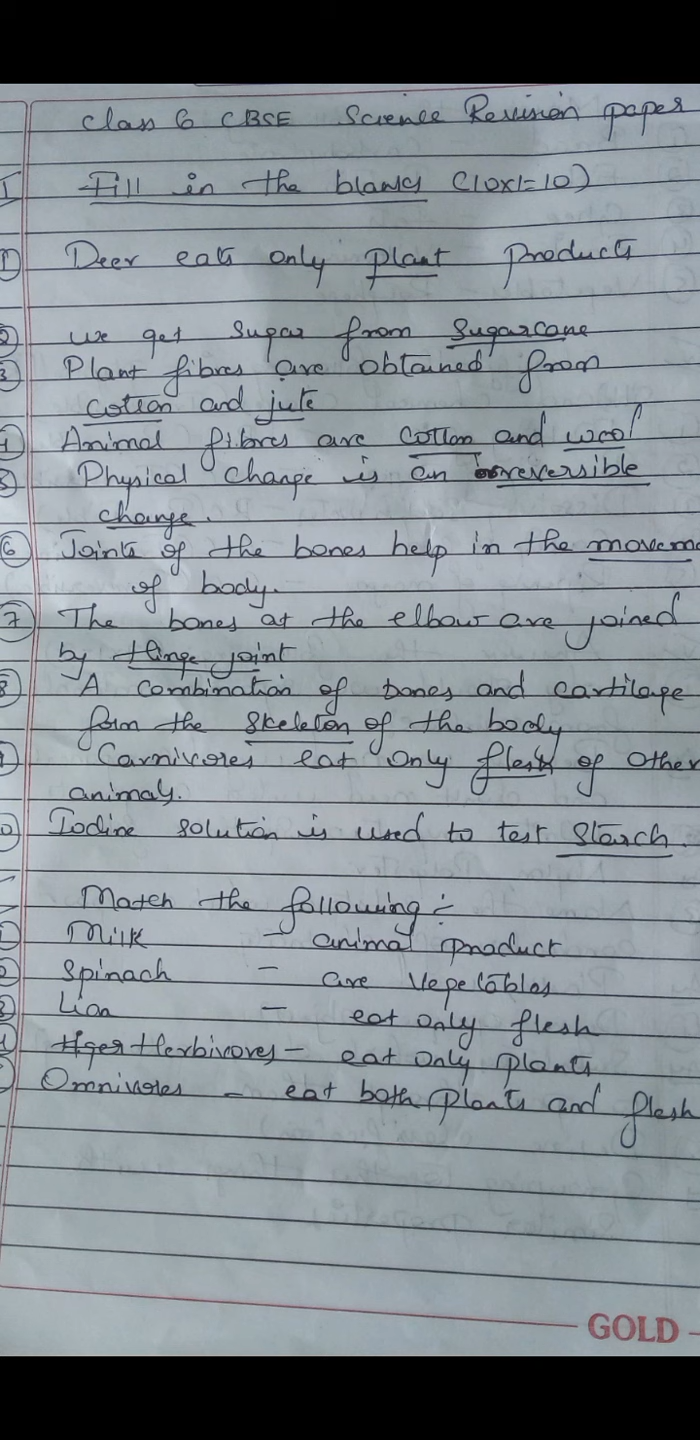 Class 6 CBSE Science Revision paper
I Fill in the blanks (10x1=10)
1 Deer eats only plant products
2 we get sugar from sugarcane
3 Plant fibres are obtained from
cotton and jute
4 Animal fibres are cotton and wool
5 Physical change is an reversible
change.
6 Joints of the bones help in the movem
of body.
7 The bones at the elbow are joined
by Hinge joint
8 A combination of bones and cartilage
form the skeleton of the body
9 Carnivores eat only flesh of other
animals.
Iodine solution is used to test starch.
Match the following :-
Milk - animal product
2 Spinach - are vegetables
3 Lion - eat only flesh
4 Herbivores - eat only plants
Omnivores - eat both plants and flesh
GOLD -